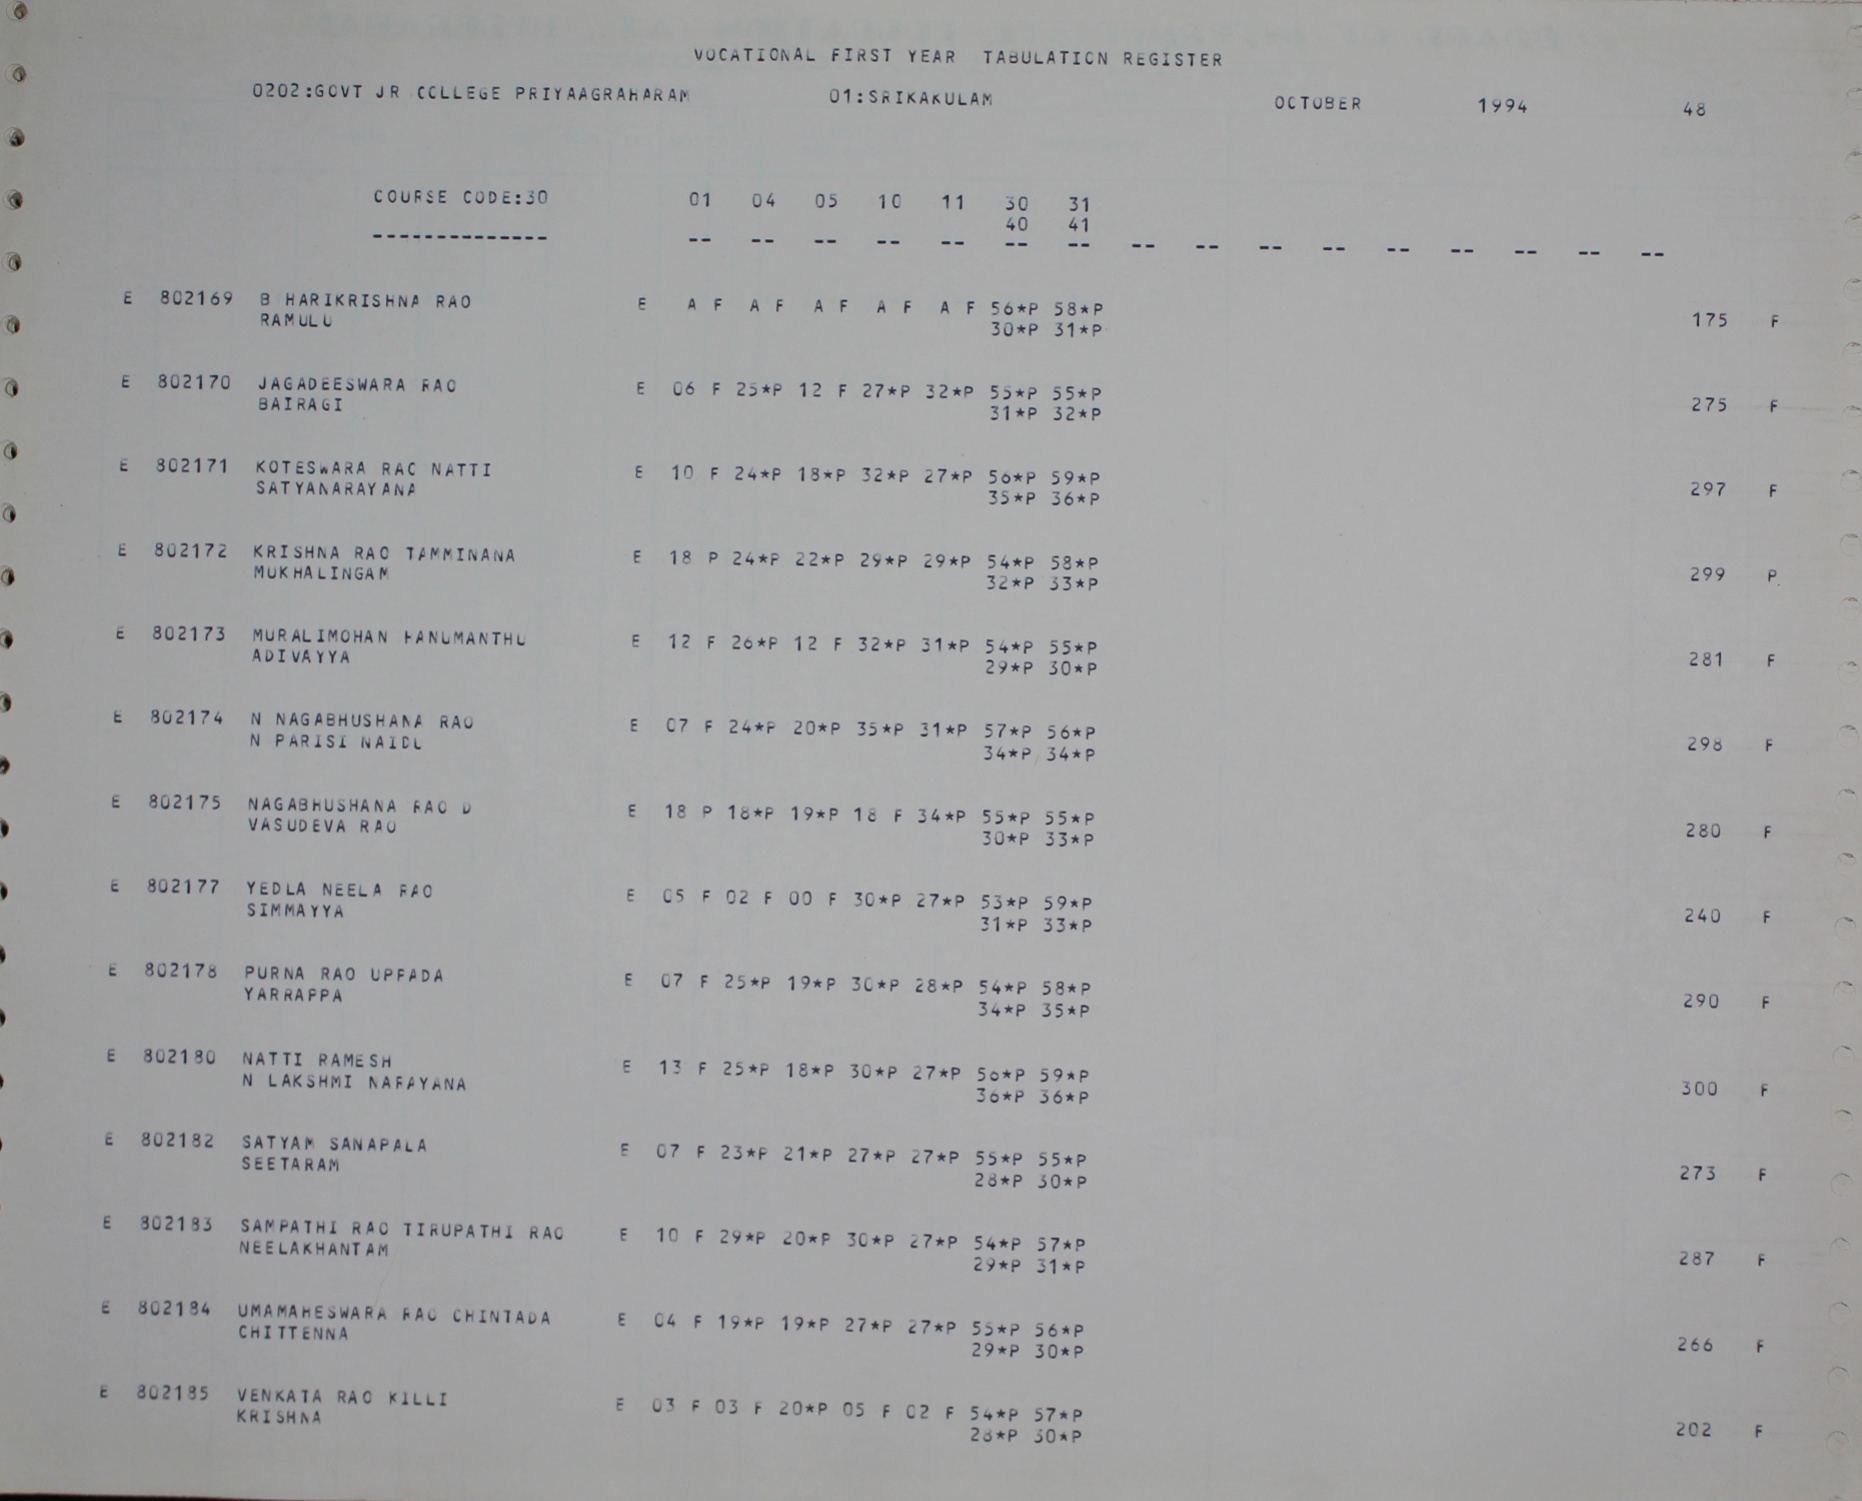 VOCATIONAL FIRST YEAR TABULATION REGISTER
0202:GOVT JR COLLEGE PRIYAAGRAHARAM 01:SRIKAKULAM OCTOBER 1994 48
COURSE CODE:30 01 04 05 10 11 30 31
40 41
-------------- -- -- -- -- -- -- -- -- -- -- -- -- -- -- -- --
E 802169 B HARIKRISHNA RAO E A F A F A F A F A F 56*P 58*P
RAMULU 30*P 31*P 175 F
E 802170 JAGADEESWARA RAO E 06 F 25*P 12 F 27*P 32*P 55*P 55*P
BAIRAGI 31*P 32*P 275 F
E 802171 KOTESWARA RAO NATTI E 10 F 24*P 18*P 32*P 27*P 56*P 59*P
SATYANARAYANA 35*P 36*P 297 F
E 802172 KRISHNA RAO TAMMINANA E 18 P 24*P 22*P 29*P 29*P 54*P 58*P
MUKHALINGAM 32*P 33*P 299 P
E 802173 MURALIMOHAN HANUMANTHU E 12 F 26*P 12 F 32*P 31*P 54*P 55*P
ADIVAYYA 29*P 30*P 281 F
E 802174 N NAGABHUSHANA RAO E 07 F 24*P 20*P 35*P 31*P 57*P 56*P
N PARISI NAIDU 34*P 34*P 298 F
E 802175 NAGABHUSHANA RAO D E 18 P 18*P 19*P 18 F 34*P 55*P 55*P
VASUDEVA RAO 30*P 33*P 280 F
E 802177 YEDLA NEELA RAO E 05 F 02 F 00 F 30*P 27*P 53*P 59*P
SIMMAYYA 31*P 33*P 240 F
E 802178 PURNA RAO UPPADA E 07 F 25*P 19*P 30*P 28*P 54*P 58*P
YARRAPPA 34*P 35*P 290 F
E 802180 NATTI RAMESH E 13 F 25*P 18*P 30*P 27*P 56*P 59*P
N LAKSHMI NARAYANA 36*P 36*P 300 F
E 802182 SATYAM SANAPALA E 07 F 23*P 21*P 27*P 27*P 55*P 55*P
SEETARAM 28*P 30*P 273 F
E 802183 SAMPATHI RAO TIRUPATHI RAO E 10 F 29*P 20*P 30*P 27*P 54*P 57*P
NEELAKHANTAM 29*P 31*P 287 F
E 802184 UMAMAHESWARA RAO CHINTADA E 04 F 19*P 19*P 27*P 27*P 55*P 56*P
CHITTENNA 29*P 30*P 266 F
E 802185 VENKATA RAO KILLI E 03 F 03 F 20*P 05 F 02 F 54*P 57*P
KRISHNA 28*P 30*P 202 F